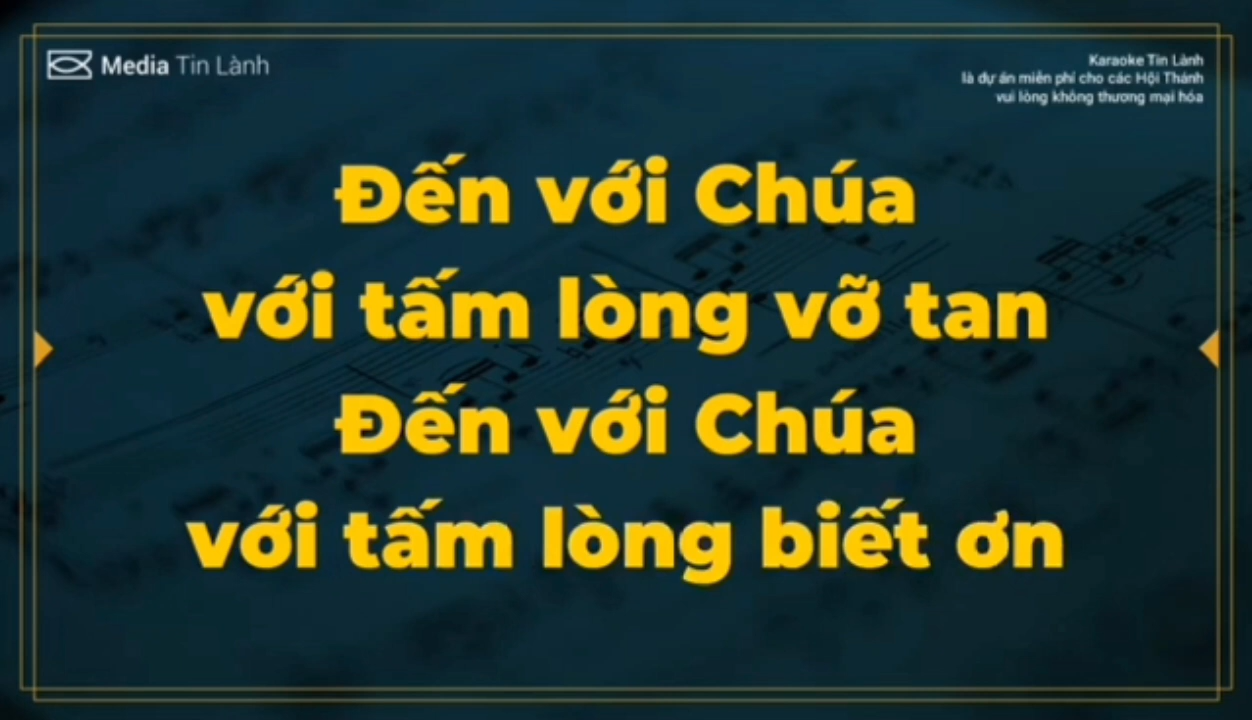 Media Tin Lành
Karaoke Tin Lành
là dự án miễn phí cho các Hội Thánh
vui lòng không thương mại hóa
Đến với Chúa
với tấm lòng vỡ tan
Đến với Chúa
với tấm lòng biết ơn